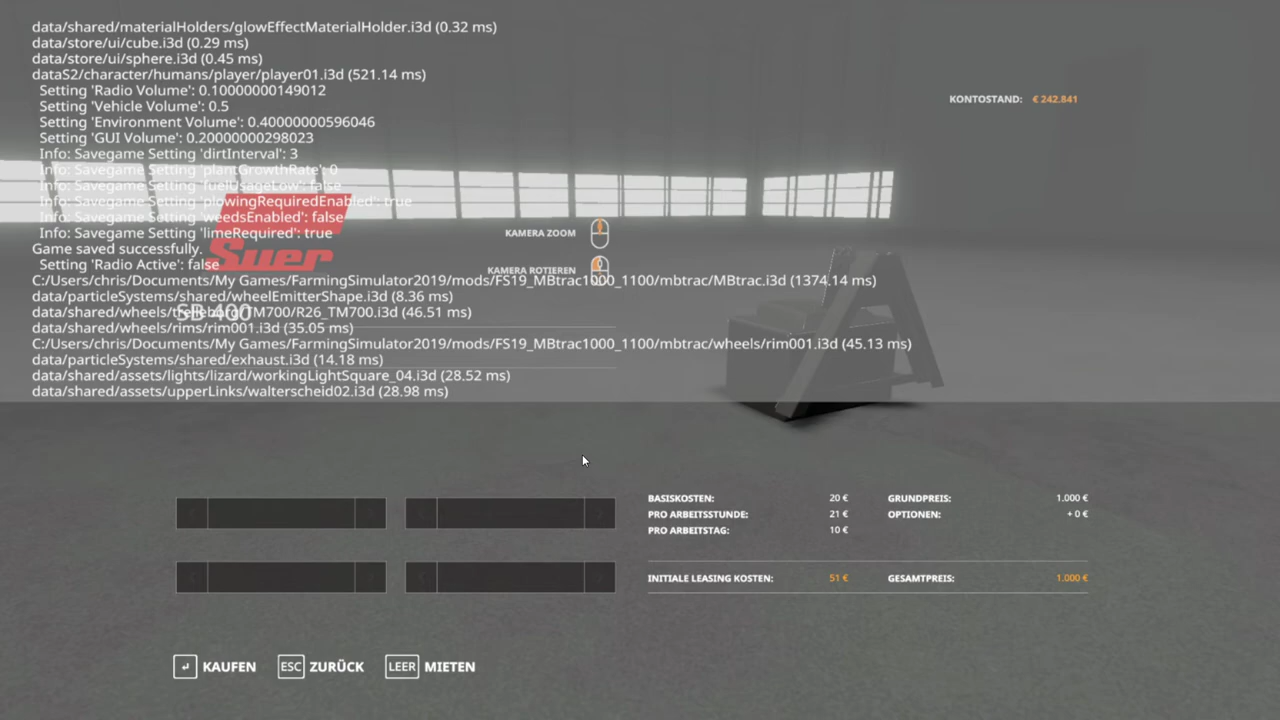 data/shared/materialHolders/glowEffectMaterialHolder.i3d (0.32 ms)
data/store/ui/cube.i3d (0.29 ms)
data/store/ui/sphere.i3d (0.45 ms)
dataS2/character/humans/player/player01.i3d (521.14 ms)
Setting 'Radio Volume': 0.10000000149012
Setting 'Vehicle Volume': 0.5
Setting 'Environment Volume': 0.40000000596046
Setting 'GUI Volume': 0.20000000298023
Info: Savegame Setting 'dirtInterval': 3
Info: Savegame Setting 'plantGrowthRate': 0
Info: Savegame Setting 'fuelUsageLow': false
Info: Savegame Setting 'plowingRequiredEnabled': true
Info: Savegame Setting 'weedsEnabled': false
Info: Savegame Setting 'limeRequired': true
Game saved successfully.
Setting 'Radio Active': false
C:/Users/chris/Documents/My Games/FarmingSimulator2019/mods/FS19_MBtrac1000_1100/mbtrac/MBtrac.i3d (1374.14 ms)
data/particleSystems/shared/wheelEmitterShape.i3d (8.36 ms)
data/shared/wheels/trelleborg/TM700/R26_TM700.i3d (46.51 ms)
data/shared/wheels/rims/rim001.i3d (35.05 ms)
C:/Users/chris/Documents/My Games/FarmingSimulator2019/mods/FS19_MBtrac1000_1100/mbtrac/wheels/rim001.i3d (45.13 ms)
data/particleSystems/shared/exhaust.i3d (14.18 ms)
data/shared/assets/lights/lizard/workingLightSquare_04.i3d (28.52 ms)
data/shared/assets/upperLinks/walterscheid02.i3d (28.98 ms)
KONTOSTAND: € 242.841
Suer
SB 400
KAMERA ZOOM
KAMERA ROTIEREN
BASISKOSTEN: 20 € GRUNDPREIS: 1.000 €
PRO ARBEITSSTUNDE: 21 € OPTIONEN: + 0 €
PRO ARBEITSTAG: 10 €
INITIALE LEASING KOSTEN: 51 € GESAMTPREIS: 1.000 €
↵ KAUFEN ESC ZURÜCK LEER MIETEN